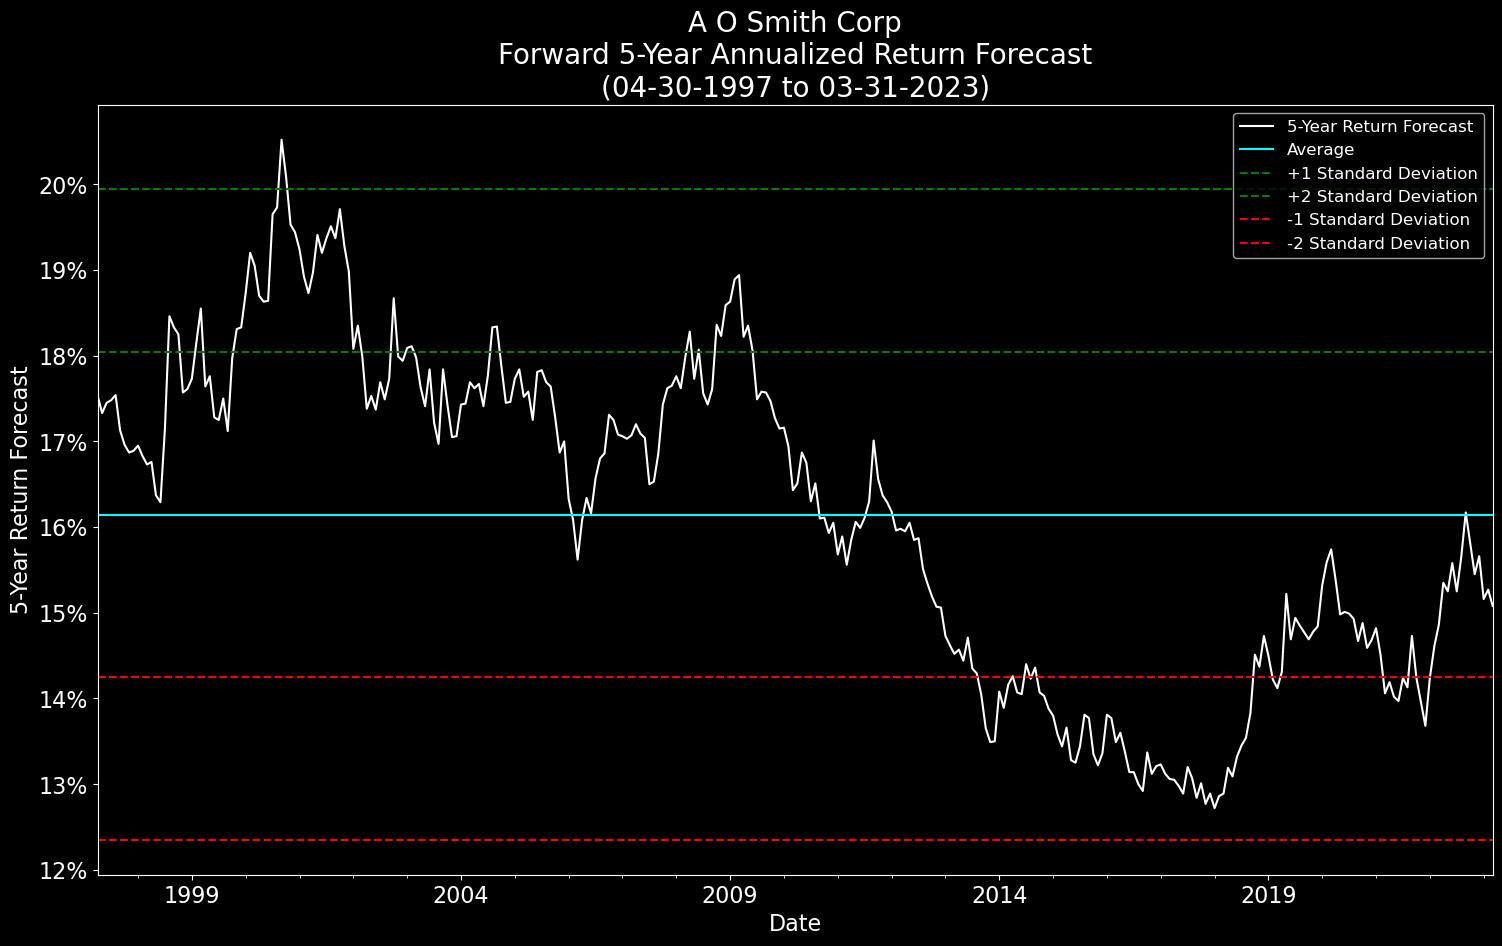 A O Smith Corp
Forward 5-Year Annualized Return Forecast
(04-30-1997 to 03-31-2023)
5-Year Return Forecast
Average
+1 Standard Deviation
+2 Standard Deviation
-1 Standard Deviation
-2 Standard Deviation
5-Year Return Forecast
20%
19%
18%
17%
16%
15%
14%
13%
12%
1999
2004
2009
2014
2019
Date